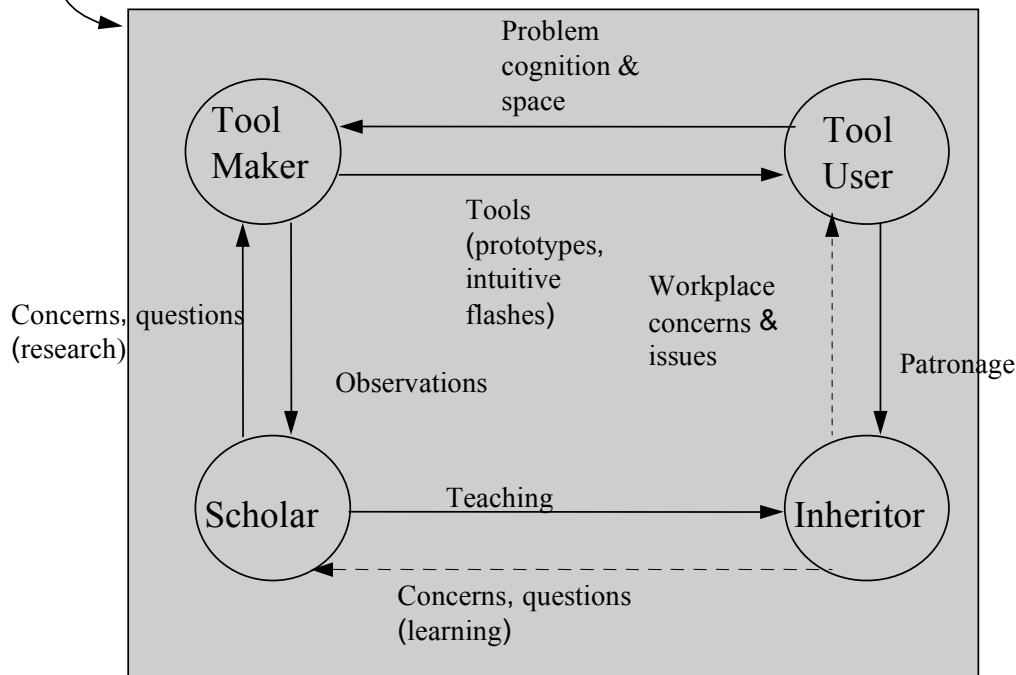 Problem
cognition &
space
Tool
Maker
Tool
User
Tools
(prototypes,
intuitive
flashes)
Workplace
concerns &
issues
Concerns, questions
(research)
Observations
Patronage
Scholar
Teaching
Inheritor
Concerns, questions
(learning)